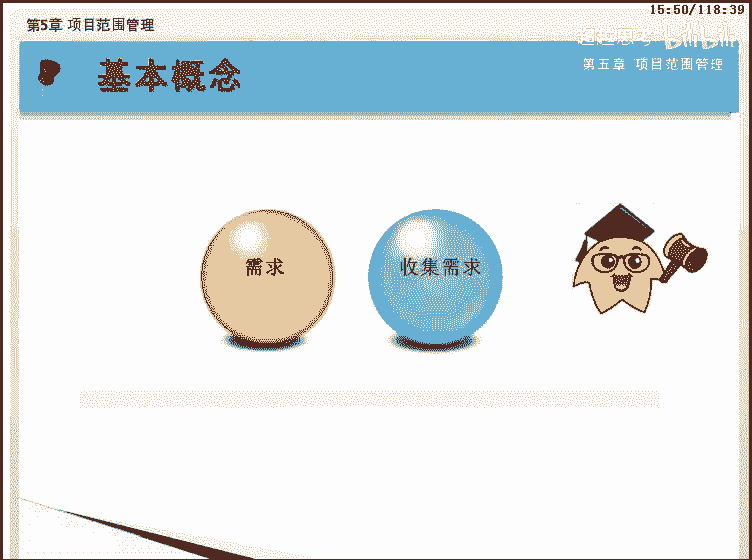 15:50/118:39
第5章 项目范围管理
超越思考 bilibili
基本概念
第五章 项目范围管理
需求
收集需求